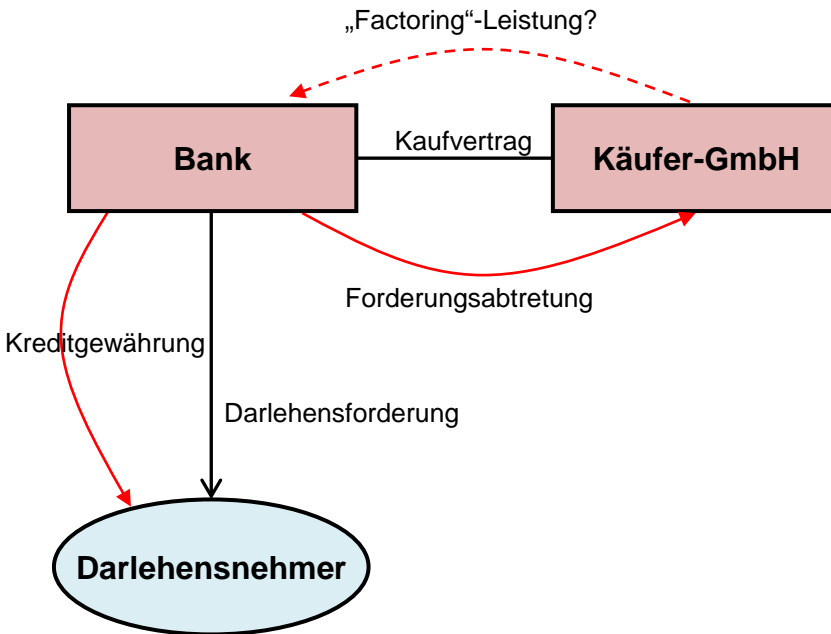 „Factoring“-Leistung?
Bank
Kaufvertrag
Käufer-GmbH
Forderungsabtretung
Kreditgewährung
Darlehensforderung
Darlehensnehmer